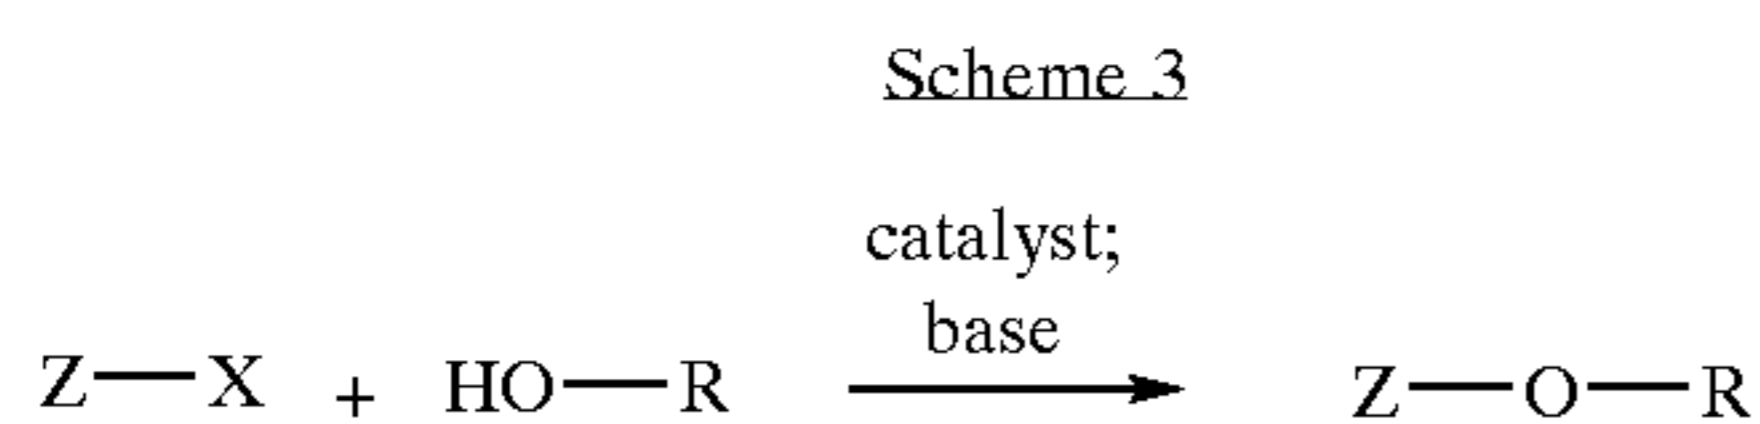 Scheme 3
catalyst;
base
Z—X + HO—R Z—O—R